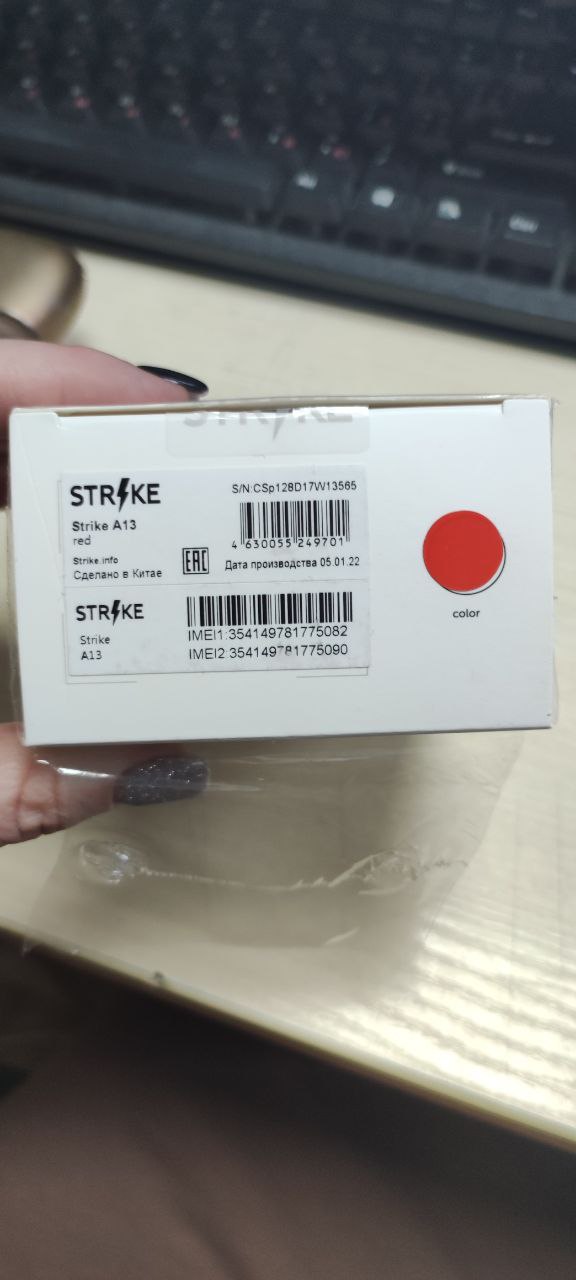 STRIKE
STRIKE
S/N:CSp128D17W13565
Strike A13
red
4 630055 249701
Strike.info
Сделано в Китае
EAC
Дата производства 05.01.22
STRIKE
Strike
A13
IMEI1:354149781775082
IMEI2:354149781775090
color